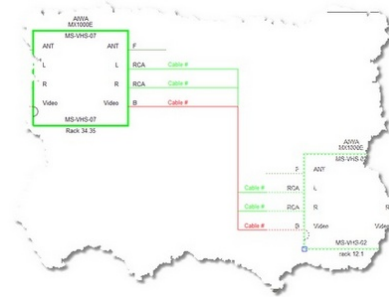 AIWA
MX1000E
MS-VHS-07
ANT ANT F
L L RCA Cable #
R R RCA Cable #
Video Video B Cable #
MS-VHS-07
Rack 34.35
AIWA
MX1000E
MS-VHS-02
F ANT
Cable # RCA L
Cable # RCA R R
Cable # B Video Vid
MS-VHS-02
rack 12.1